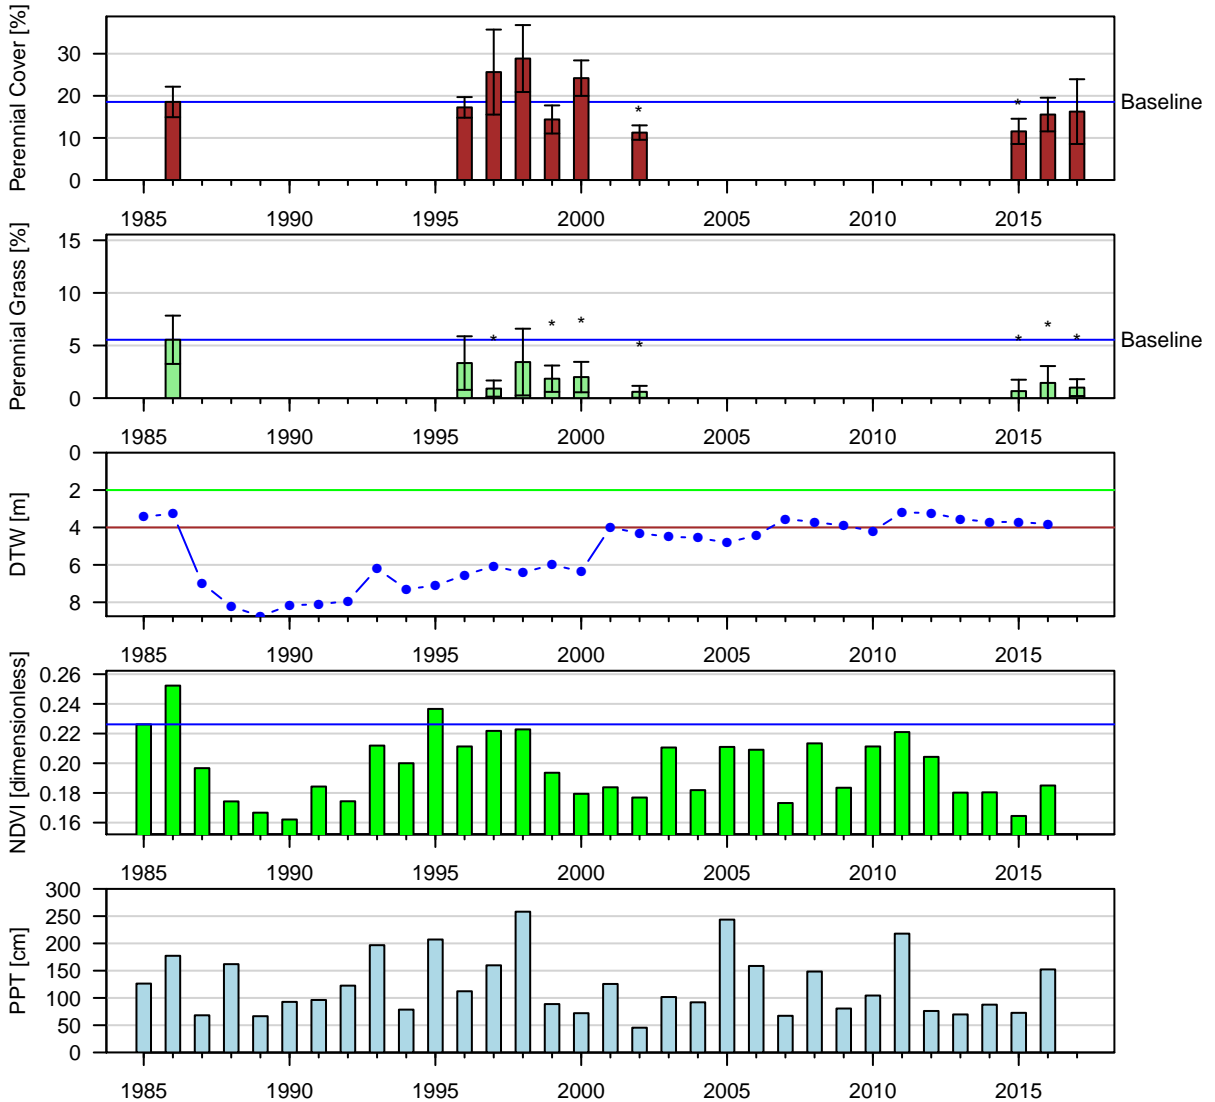 Perennial Cover [%]
30
20
10
0
*
*
Baseline
1985 1990 1995 2000 2005 2010 2015
Perennial Grass [%]
15
10
5
0
* * * * * * *
Baseline
1985 1990 1995 2000 2005 2010 2015
DTW [m]
0
2
4
6
8
1985 1990 1995 2000 2005 2010 2015
NDVI [dimensionless]
0.26
0.24
0.22
0.20
0.18
0.16
1985 1990 1995 2000 2005 2010 2015
PPT [cm]
300
250
200
150
100
50
0
1985 1990 1995 2000 2005 2010 2015